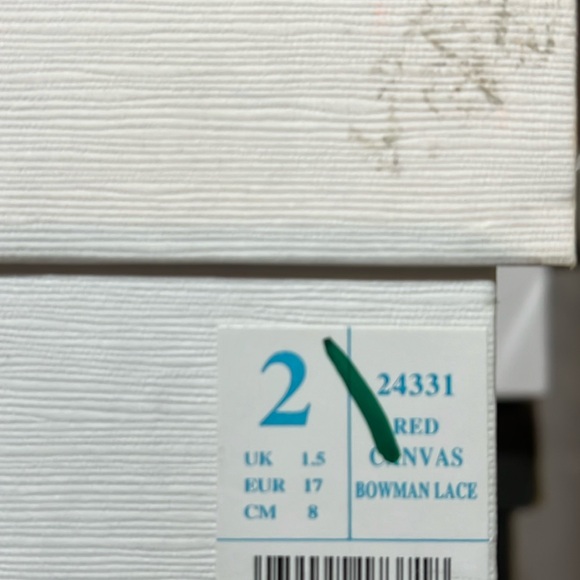 2
UK 1.5
EUR 17
CM 8
24331
RED
CANVAS
BOWMAN LACE